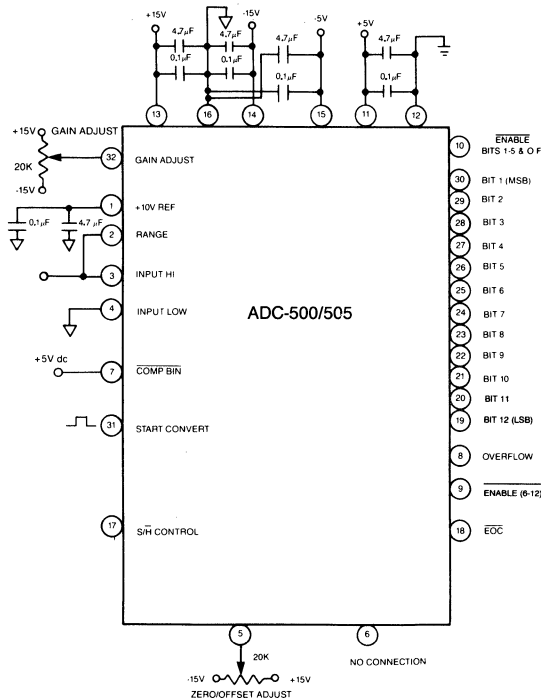 +15V
-15V
-5V
+5V
4.7µF
4.7µF
4.7µF
4.7µF
0.1µF
0.1µF
0.1µF
0.1µF
13
16
14
15
11
12
+15V GAIN ADJUST
20K
-15V
32 GAIN ADJUST
1 +10V REF
0.1µF
4.7µF
2 RANGE
3 INPUT HI
4 INPUT LOW
+5V dc
7 COMP BIN
31 START CONVERT
17 S/H CONTROL
ADC-500/505
10 ENABLE
BITS 1-5 & O F
30 BIT 1 (MSB)
29 BIT 2
28 BIT 3
27 BIT 4
26 BIT 5
25 BIT 6
24 BIT 7
23 BIT 8
22 BIT 9
21 BIT 10
20 BIT 11
19 BIT 12 (LSB)
8 OVERFLOW
9 ENABLE (6-12)
18 EOC
5
6
20K
NO CONNECTION
-15V
+15V
ZERO/OFFSET ADJUST